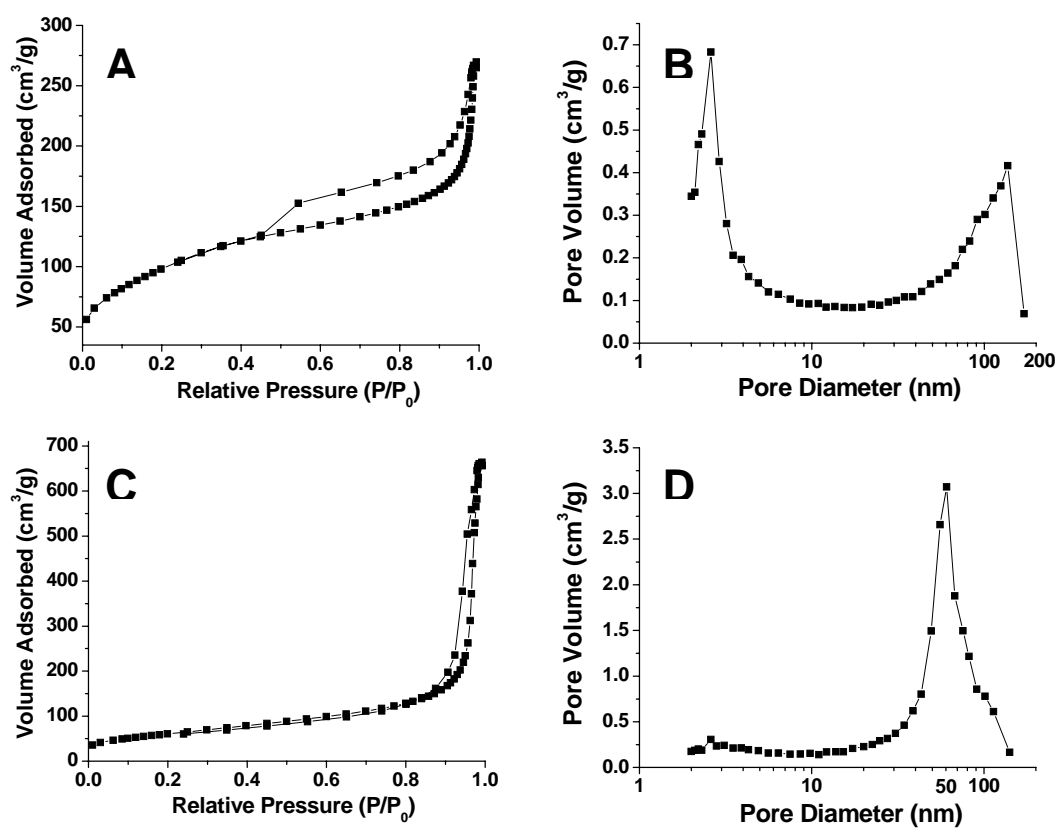 A
300
250
200
150
100
50
Volume Adsorbed (cm³/g)
0.0 0.2 0.4 0.6 0.8 1.0
Relative Pressure (P/P₀)
B
0.7
0.6
0.5
0.4
0.3
0.2
0.1
0.0
Pore Volume (cm³/g)
1 10 100 200
Pore Diameter (nm)
C
700
600
500
400
300
200
100
0
Volume Adsorbed (cm³/g)
0.0 0.2 0.4 0.6 0.8 1.0
Relative Pressure (P/P₀)
D
3.5
3.0
2.5
2.0
1.5
1.0
0.5
0.0
Pore Volume (cm³/g)
1 10 50 100
Pore Diameter (nm)